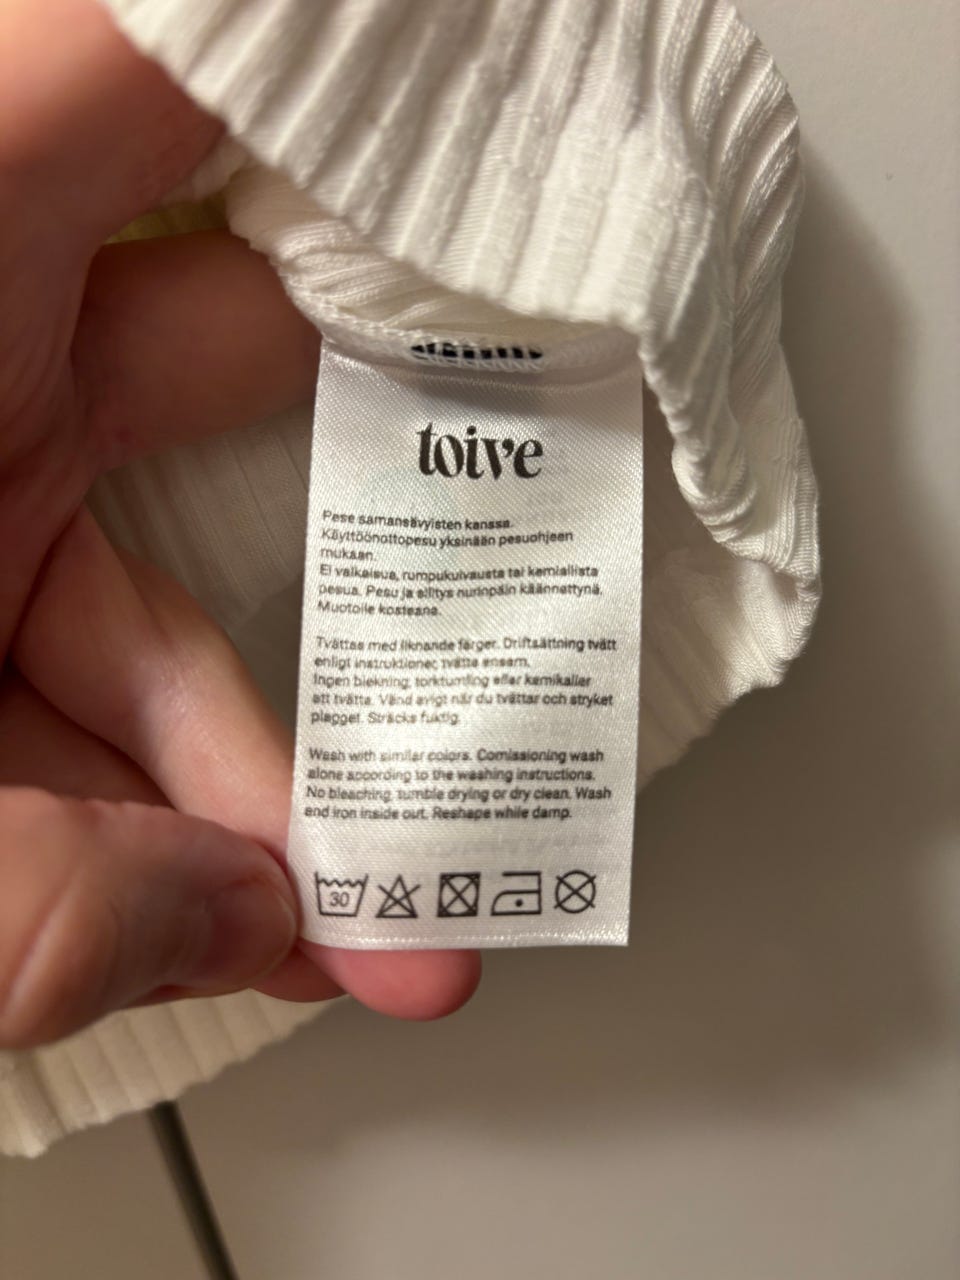 toive
Pese samansävyisten kanssa.
Käyttöönottopesu yksinään pesuohjeen
mukaan.
Ei valkaisua, rumpukuivausta tai kemiallista
pesua. Pesu ja silitys nurinpäin käännettynä.
Muotoile kosteana.
Tvättas med liknande färger. Driftsättning tvätt
enligt instruktioner, tvätta ensam.
Ingen blekning, torktumling eller kemikalier
att tvätta. Vänd avigt när du tvättar och stryket
plagget. Sträcks fuktig.
Wash with similar colors. Comissioning wash
alone according to the washing instructions.
No bleaching, tumble drying or dry clean. Wash
and iron inside out. Reshape while damp.
30